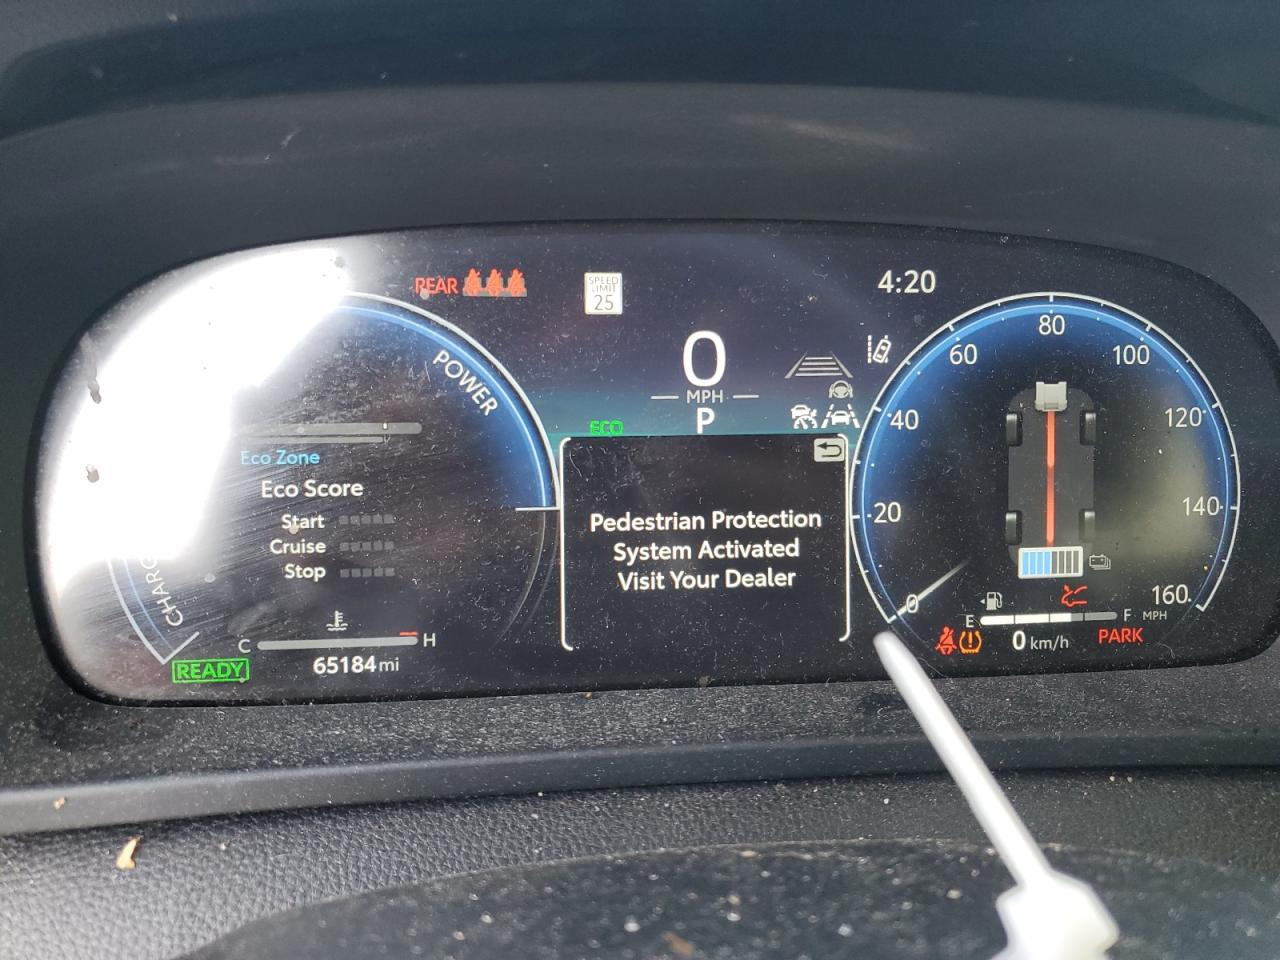 REAR
SPEED
LIMIT
25
4:20
0
MPH
P
ECO
POWER
Eco Zone
Eco Score
Start
Cruise
Stop
C
H
READY
65184 mi
Pedestrian Protection
System Activated
Visit Your Dealer
0
20
40
60
80
100
120
140
160
MPH
E
F
0 km/h
PARK